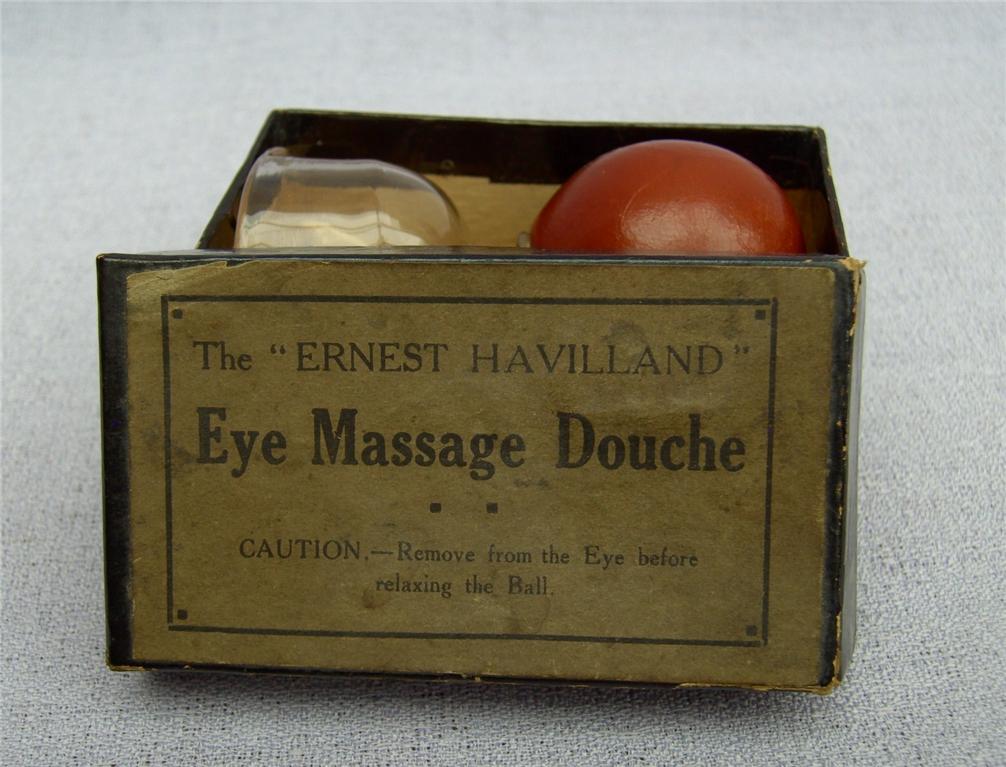 The "ERNEST HAVILLAND"
Eye Massage Douche
CAUTION.—Remove from the Eye before
relaxing the Ball.